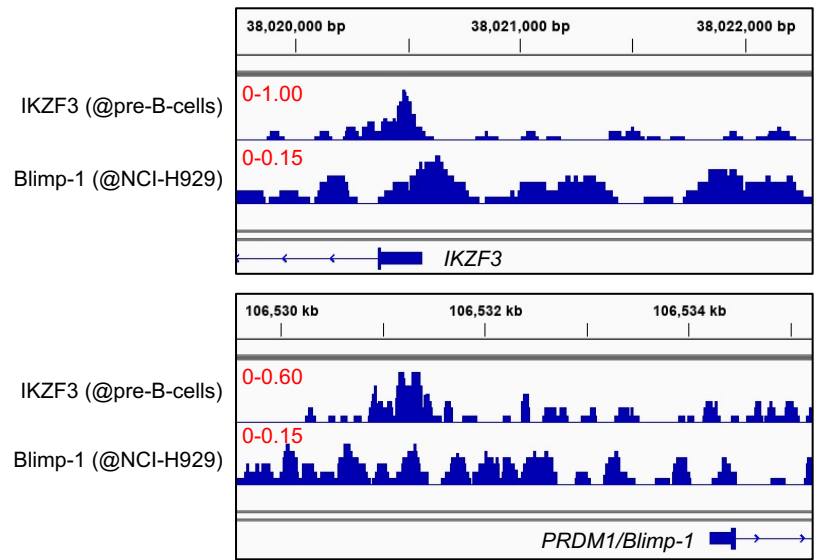 38,020,000 bp 38,021,000 bp 38,022,000 bp
IKZF3 (@pre-B-cells) 0-1.00
Blimp-1 (@NCI-H929) 0-0.15
IKZF3
106,530 kb 106,532 kb 106,534 kb
IKZF3 (@pre-B-cells) 0-0.60
Blimp-1 (@NCI-H929) 0-0.15
PRDM1/Blimp-1